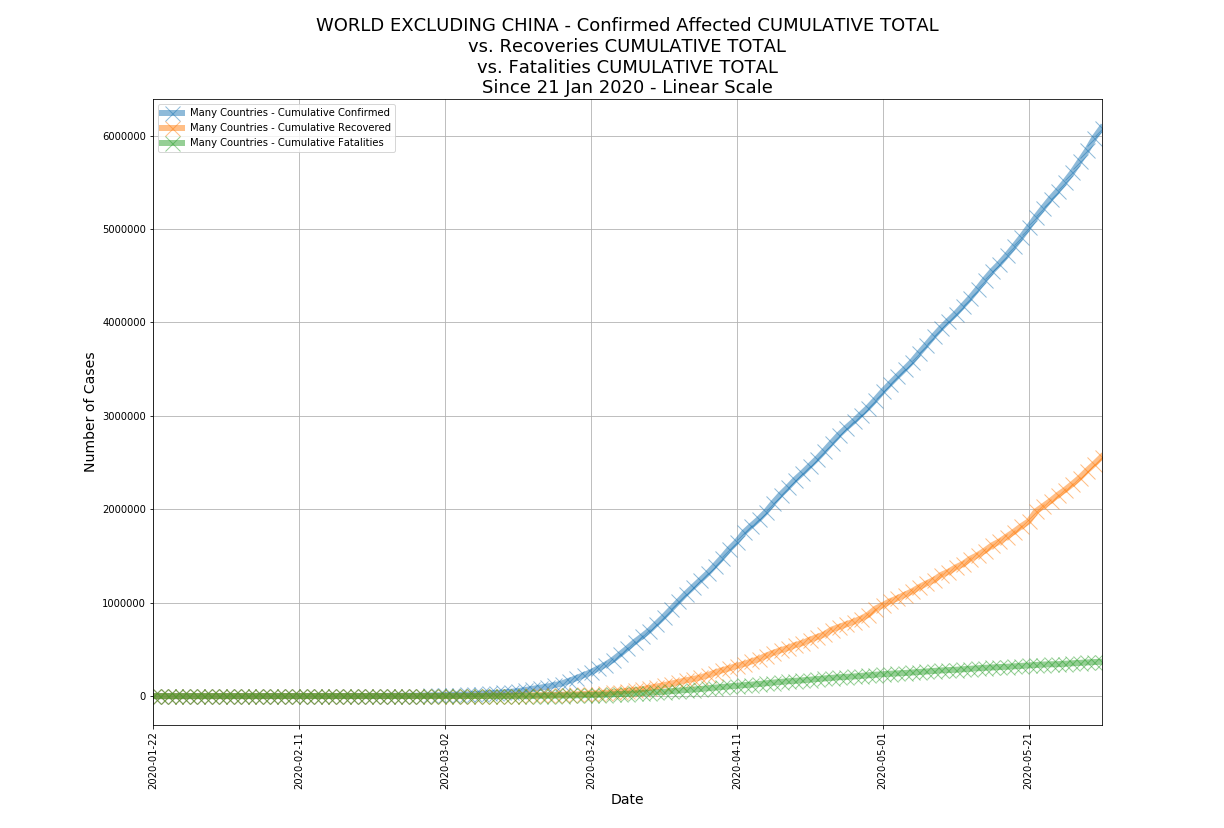 WORLD EXCLUDING CHINA - Confirmed Affected CUMULATIVE TOTAL
vs. Recoveries CUMULATIVE TOTAL
vs. Fatalities CUMULATIVE TOTAL
Since 21 Jan 2020 - Linear Scale
Many Countries - Cumulative Confirmed
Many Countries - Cumulative Recovered
Many Countries - Cumulative Fatalities
Number of Cases
6000000
5000000
4000000
3000000
2000000
1000000
0
2020-01-22
2020-02-11
2020-03-02
2020-03-22
2020-04-11
2020-05-01
2020-05-21
Date